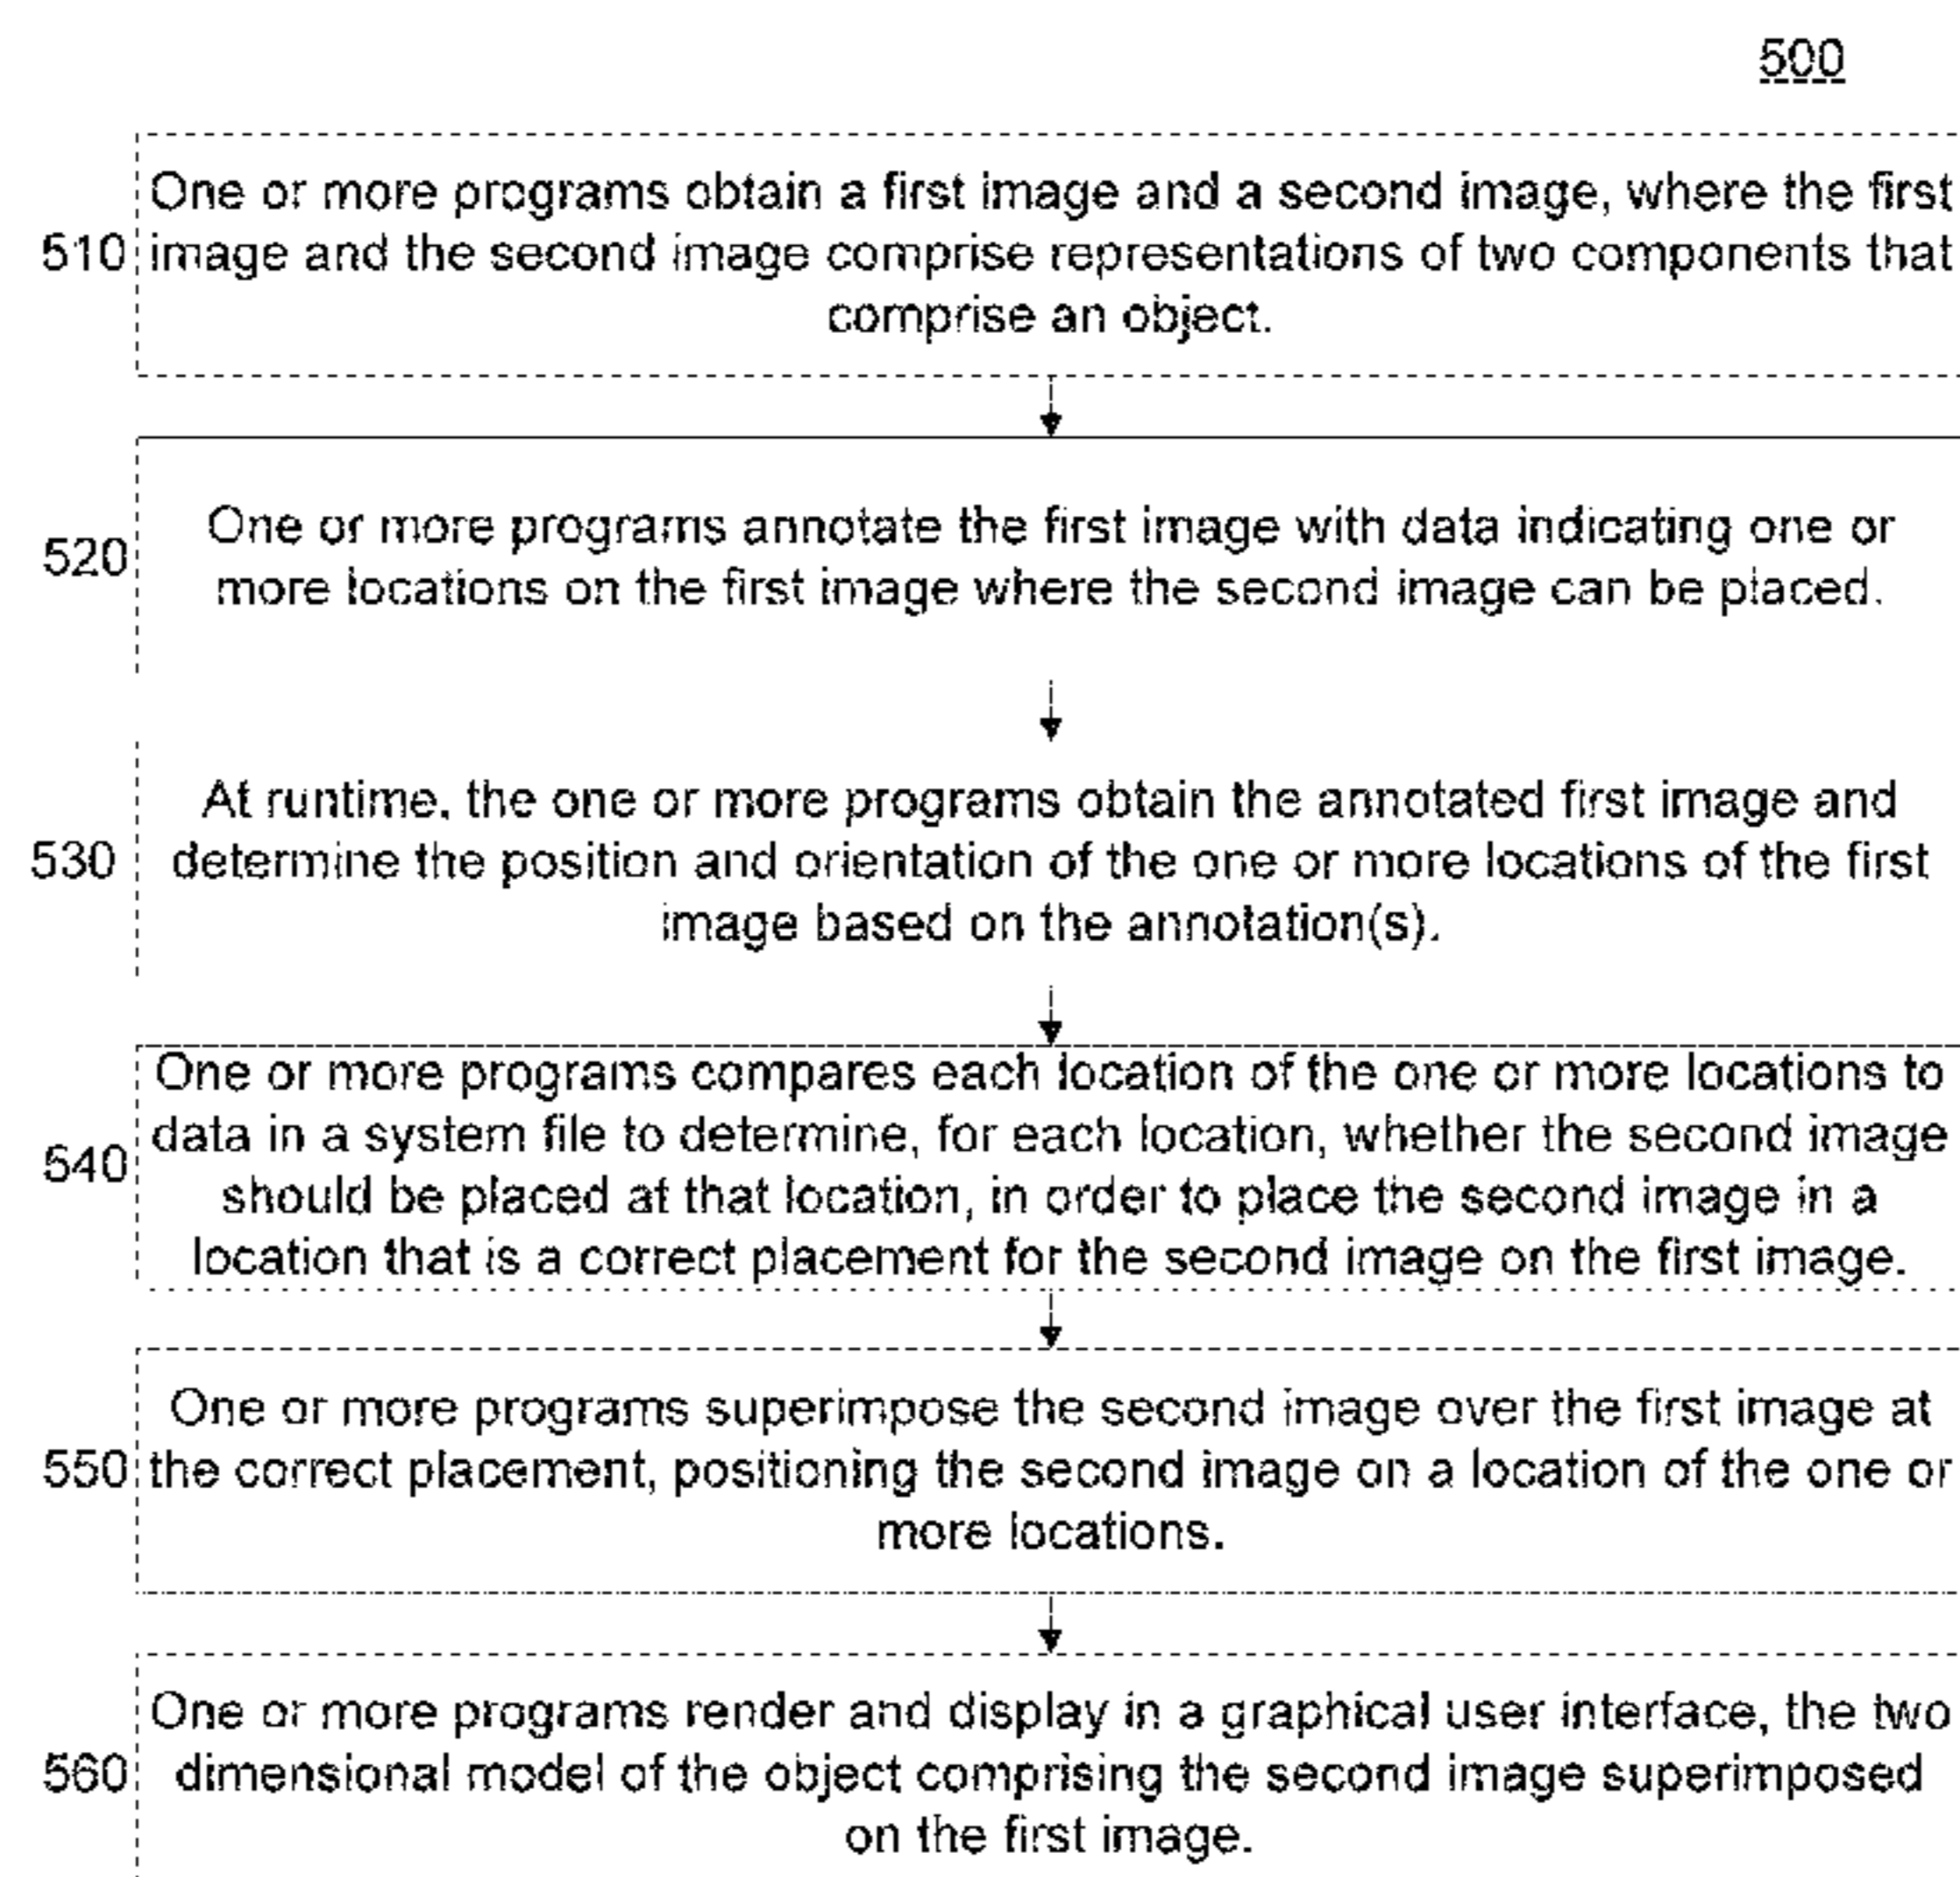 500
One or more programs obtain a first image and a second image, where the first
510 image and the second image comprise representations of two components that
comprise an object.
One or more programs annotate the first image with data indicating one or
520
more locations on the first image where the second image can be placed.
At runtime, the one or more programs obtain the annotated first image and
530 determine the position and orientation of the one or more locations of the first
image based on the annotation(s).
One or more programs compares each location of the one or more locations to
data in a system file to determine, for each location, whether the second image
540
should be placed at that location, in order to place the second image in a
location that is a correct placement for the second image on the first image.
One or more programs superimpose the second image over the first image at
550 the correct placement, positioning the second image on a location of the one or
more locations.
One or more programs render and display in a graphical user interface, the two
560 dimensional model of the object comprising the second image superimposed
on the first image.